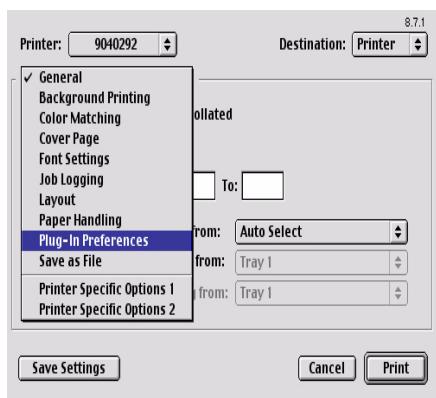 8.7.1
Printer: 9040292 Destination: Printer
✓ General
Background Printing
Color Matching ollated
Cover Page
Font Settings
Job Logging To:
Layout
Paper Handling
Plug-In Preferences rom: Auto Select
Save as File from: Tray 1
Printer Specific Options 1 from: Tray 1
Printer Specific Options 2
Save Settings Cancel Print